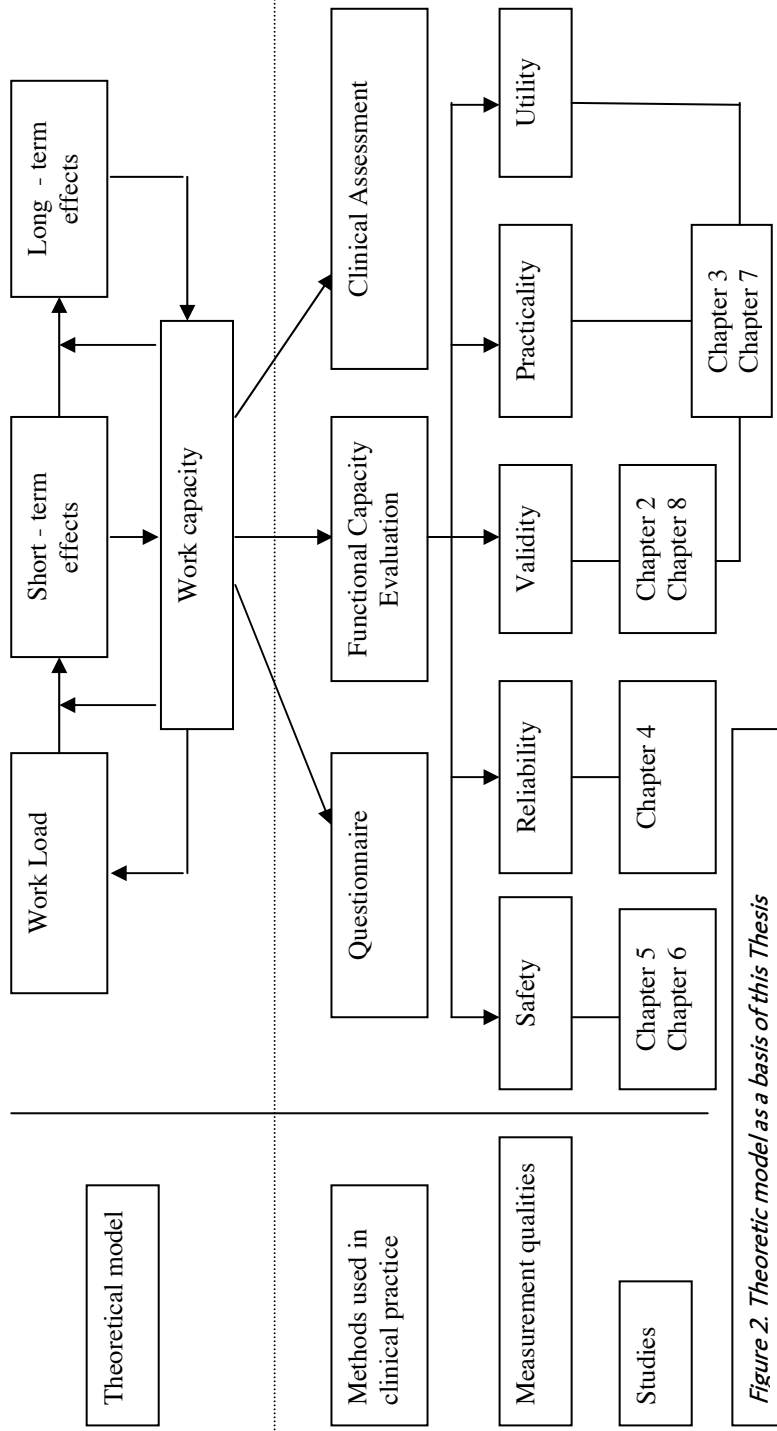 Theoretical model
Work Load
Short - term
effects
Long - term
effects
Work capacity
Methods used in
clinical practice
Questionnaire
Functional Capacity
Evaluation
Clinical Assessment
Measurement qualities
Safety
Reliability
Validity
Practicality
Utility
Studies
Chapter 5
Chapter 6
Chapter 4
Chapter 2
Chapter 8
Chapter 3
Chapter 7
Figure 2. Theoretic model as a basis of this Thesis